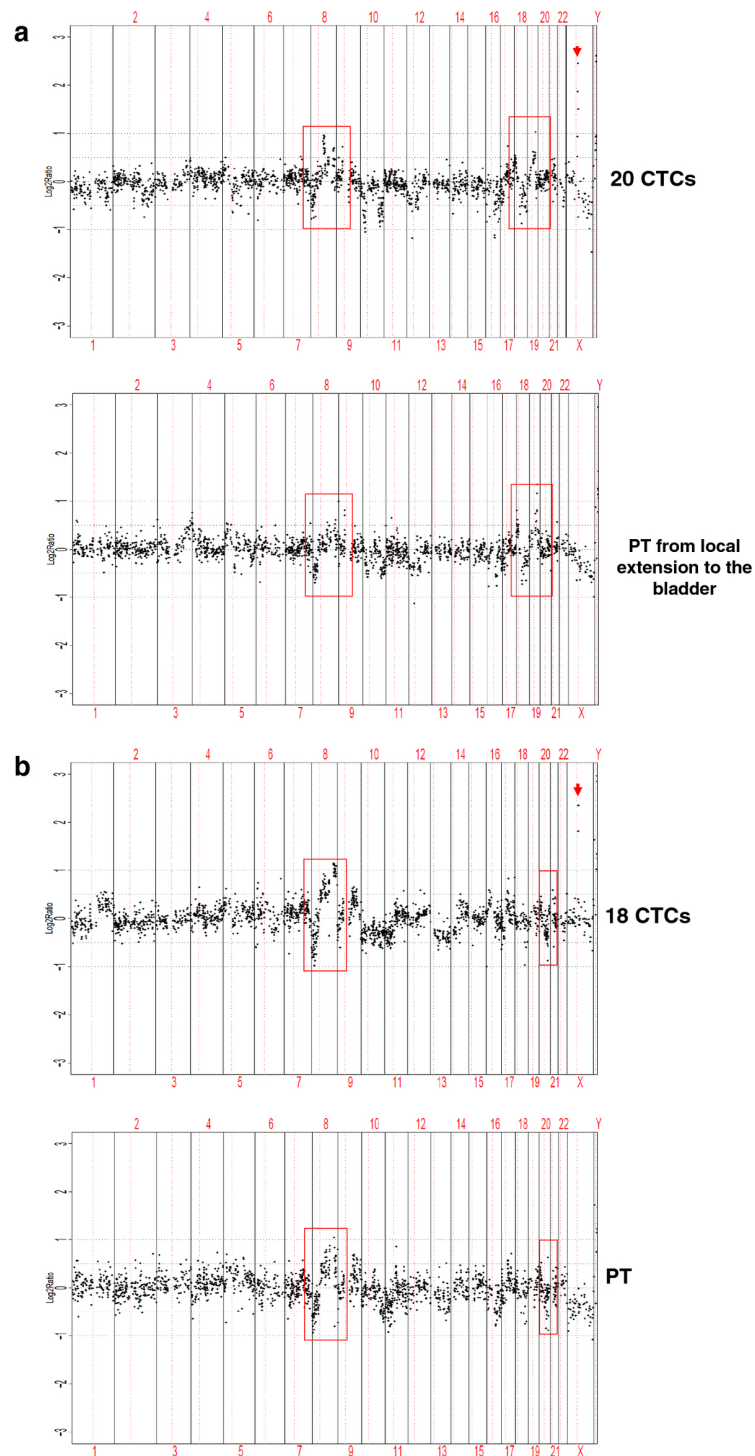 a
2 4 6 8 10 12 14 16 18 20 22 Y
3
2
1
0
-1
-2
-3
Log2Ratio
20 CTCs
1 3 5 7 9 11 13 15 17 19 21 X
2 4 6 8 10 12 14 16 18 20 22 Y
3
2
1
0
-1
-2
-3
Log2Ratio
PT from local
extension to the
bladder
1 3 5 7 9 11 13 15 17 19 21 X
b
2 4 6 8 10 12 14 16 18 20 22 Y
3
2
1
0
-1
-2
-3
Log2Ratio
18 CTCs
1 3 5 7 9 11 13 15 17 19 21 X
2 4 6 8 10 12 14 16 18 20 22 Y
3
2
1
0
-1
-2
-3
Log2Ratio
PT
1 3 5 7 9 11 13 15 17 19 21 X